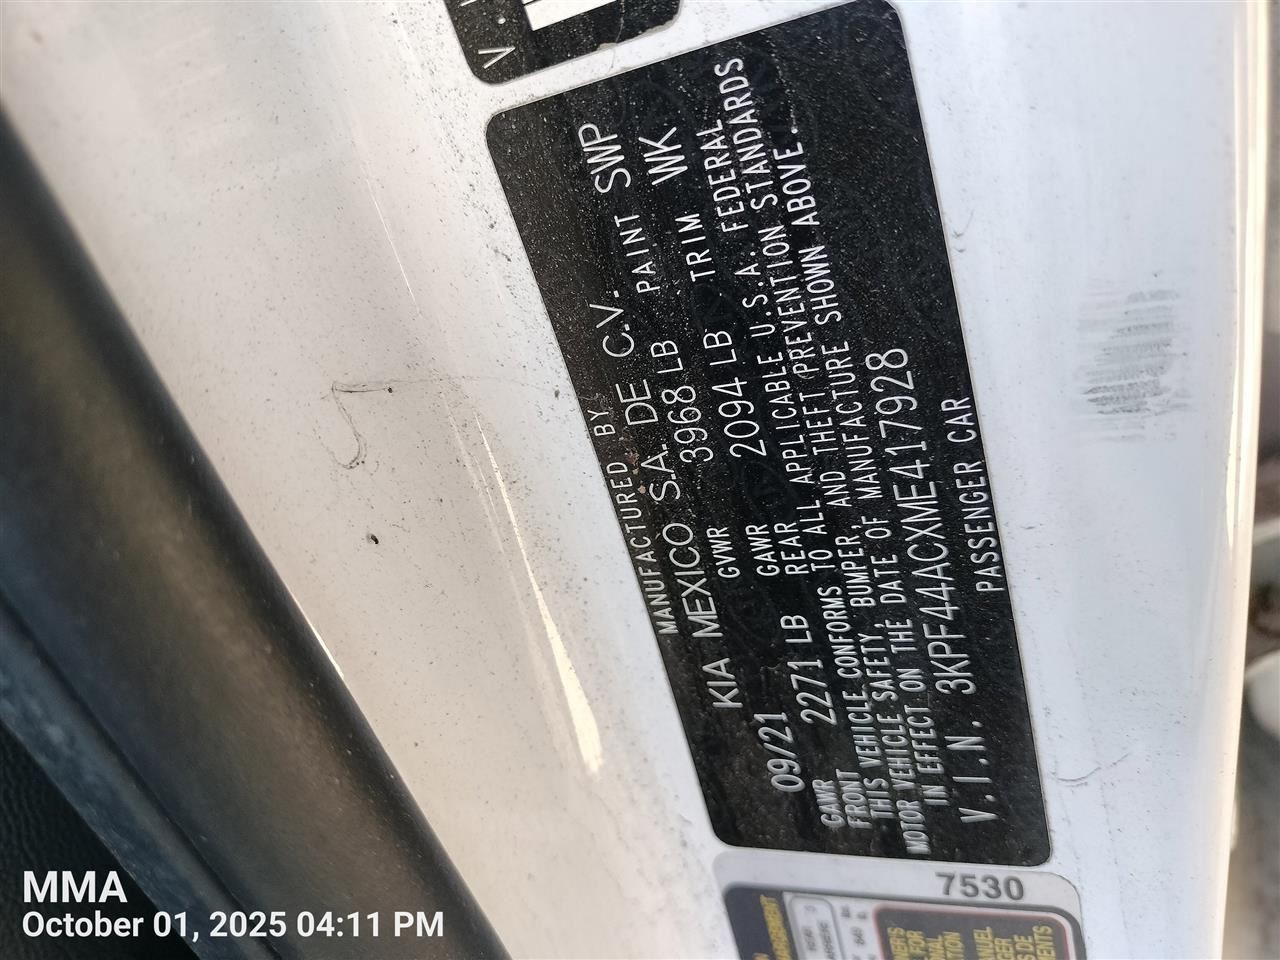 V.
MANUFACTURED BY
KIA MEXICO S.A. DE C.V.
09/21 GVWR 3968 LB PAINT SWP
GAWR FRONT 2271 LB GAWR REAR 2094 LB TRIM WK
THIS VEHICLE CONFORMS TO ALL APPLICABLE U.S.A. FEDERAL
MOTOR VEHICLE SAFETY, BUMPER, AND THEFT PREVENTION STANDARDS
IN EFFECT ON THE DATE OF MANUFACTURE SHOWN ABOVE.
V.I.N. 3KPF44ACXME417928
PASSENGER CAR
7530
MMA
October 01, 2025 04:11 PM